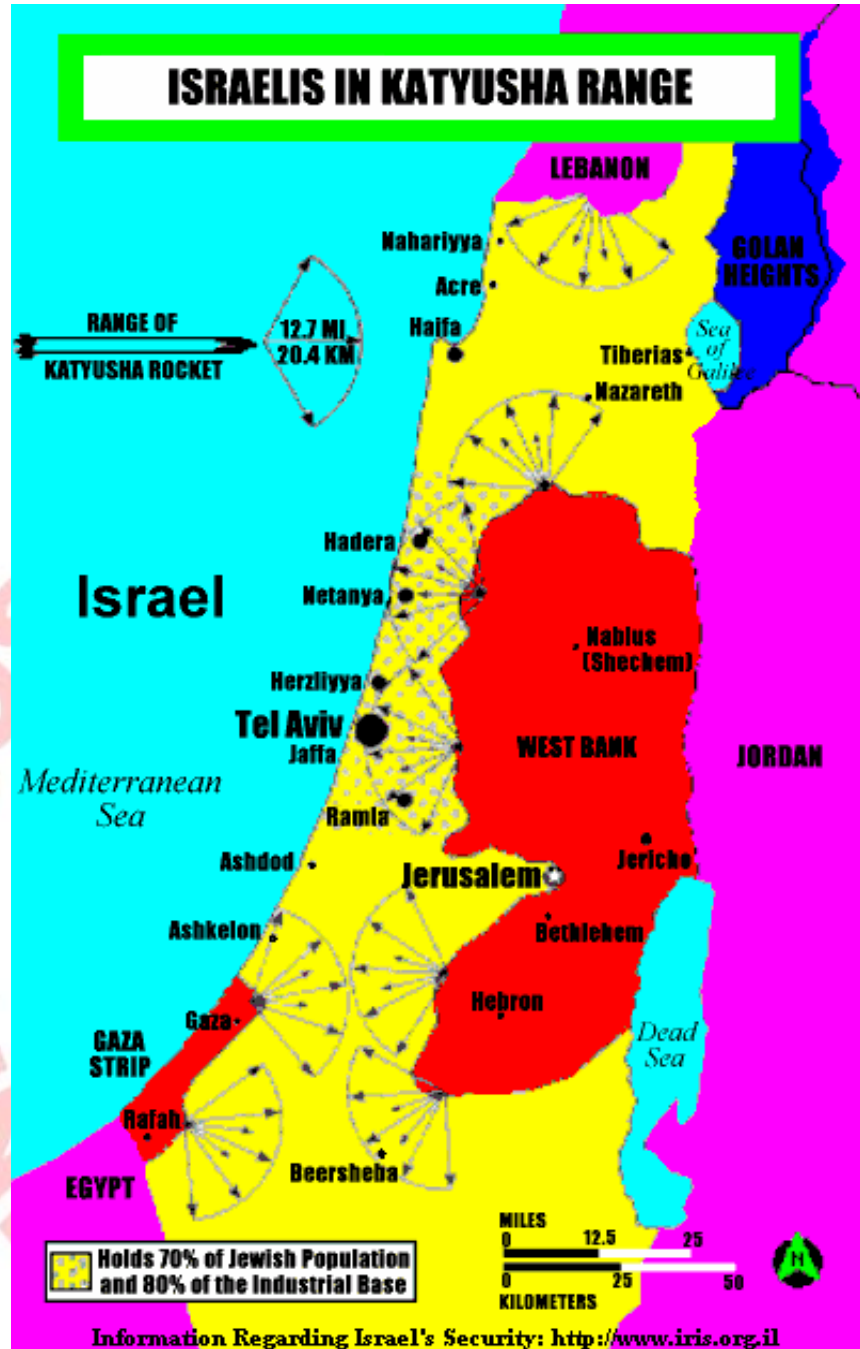 ISRAELIS IN KATYUSHA RANGE
LEBANON
Nahariyya
GOLAN
HEIGHTS
Acre
RANGE OF
KATYUSHA ROCKET
12.7 MI
20.4 KM
Haifa
Sea
of
Galilee
Tiberias
Nazareth
Hadera
Israel
Netanya
Nablus
(Sheckem)
Herzliyya
Tel Aviv
Jaffa
WEST BANK
JORDAN
Mediterranean
Sea
Ramla
Ashdod
Jericho
Jerusalem
Ashkelon
Bethlehem
Hebron
Gaza
GAZA
STRIP
Dead
Sea
Rafah
Beersheba
EGYPT
MILES
0 12.5 25
0 25 50
KILOMETERS
N
Holds 70% of Jewish Population
and 80% of the Industrial Base
Information Regarding Israel's Security: http://www.iris.org.il